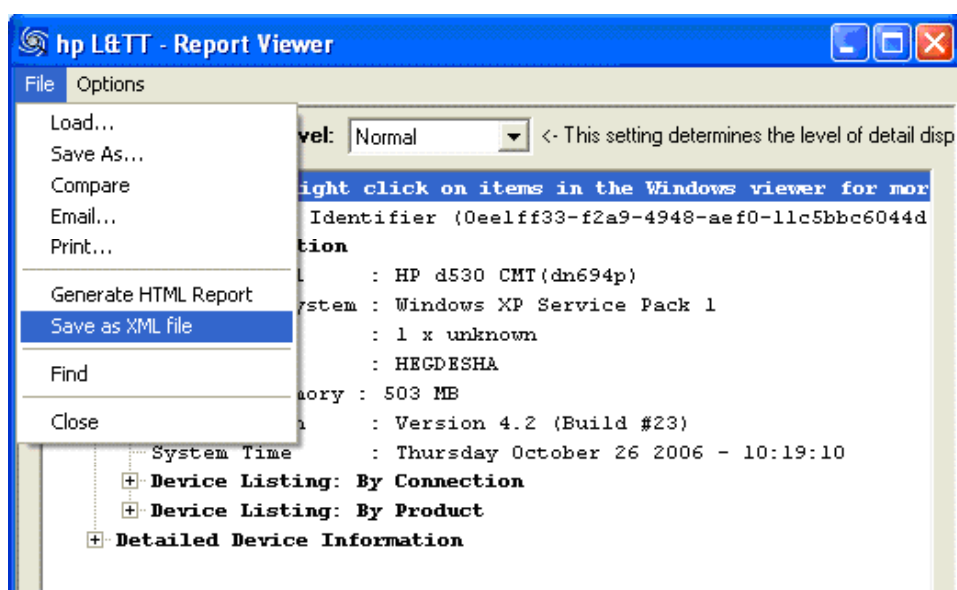 hp L&TT - Report Viewer
File Options
Load...
Save As...
Compare
Email...
Print...
Generate HTML Report
Save as XML file
Find
Close
vel: Normal <- This setting determines the level of detail disp
ight click on items in the Windows viewer for mor
Identifier (0ee1ff33-f2a9-4948-aef0-11c5bbc6044d
tion
: HP d530 CMT(dn694p)
ystem : Windows XP Service Pack 1
: 1 x unknown
: HEGDESHA
mory : 503 MB
: Version 4.2 (Build #23)
System Time : Thursday October 26 2006 - 10:19:10
Device Listing: By Connection
Device Listing: By Product
Detailed Device Information